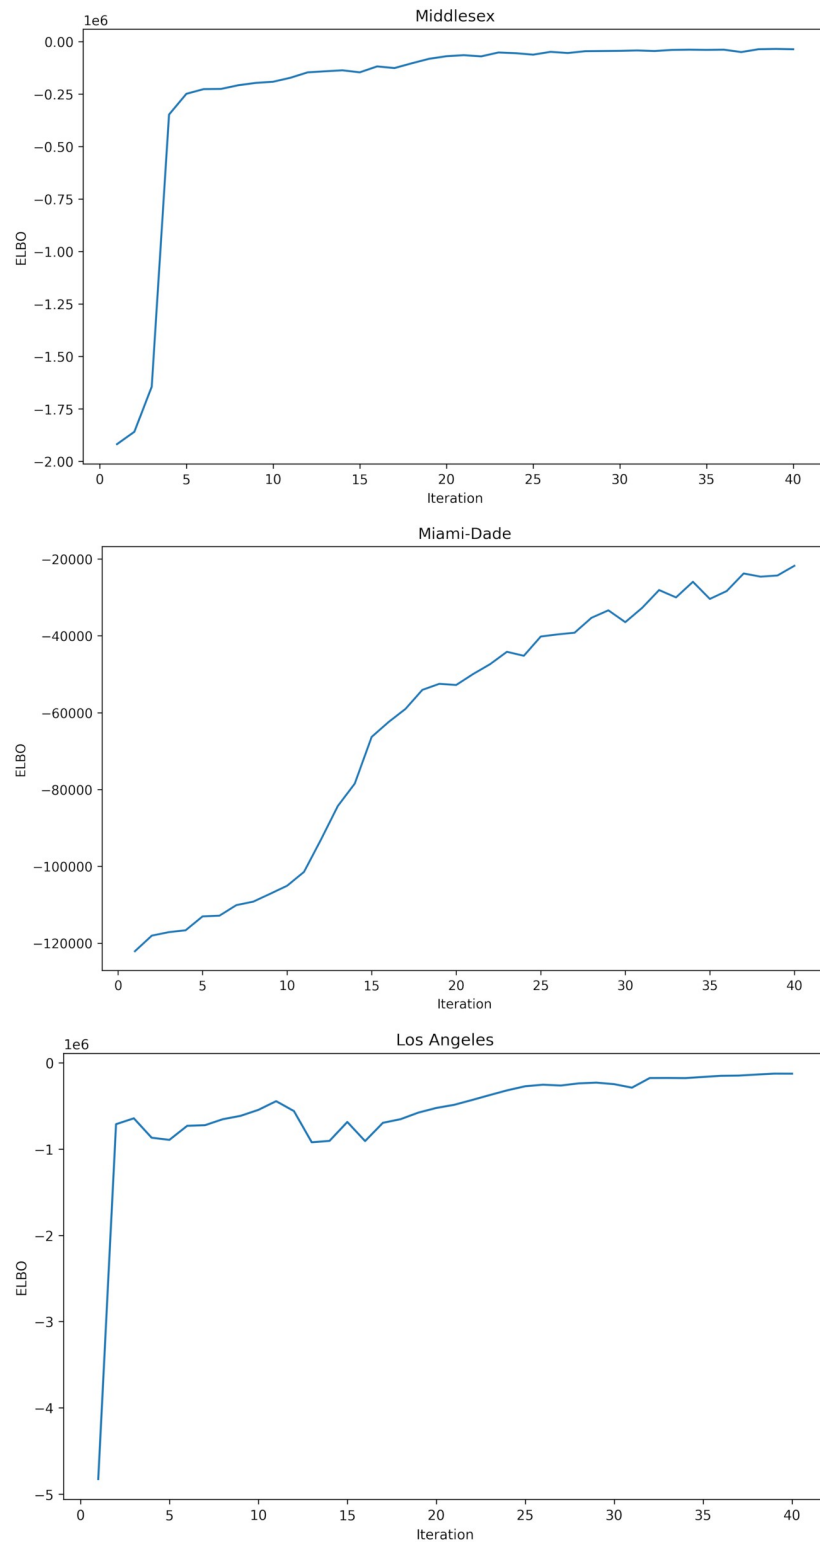 Middlesex
1e6
0.00
−0.25
−0.50
−0.75
−1.00
−1.25
−1.50
−1.75
−2.00
ELBO
0 5 10 15 20 25 30 35 40
Iteration
Miami-Dade
−20000
−40000
−60000
−80000
−100000
−120000
ELBO
0 5 10 15 20 25 30 35 40
Iteration
Los Angeles
1e6
0
−1
−2
−3
−4
−5
ELBO
0 5 10 15 20 25 30 35 40
Iteration